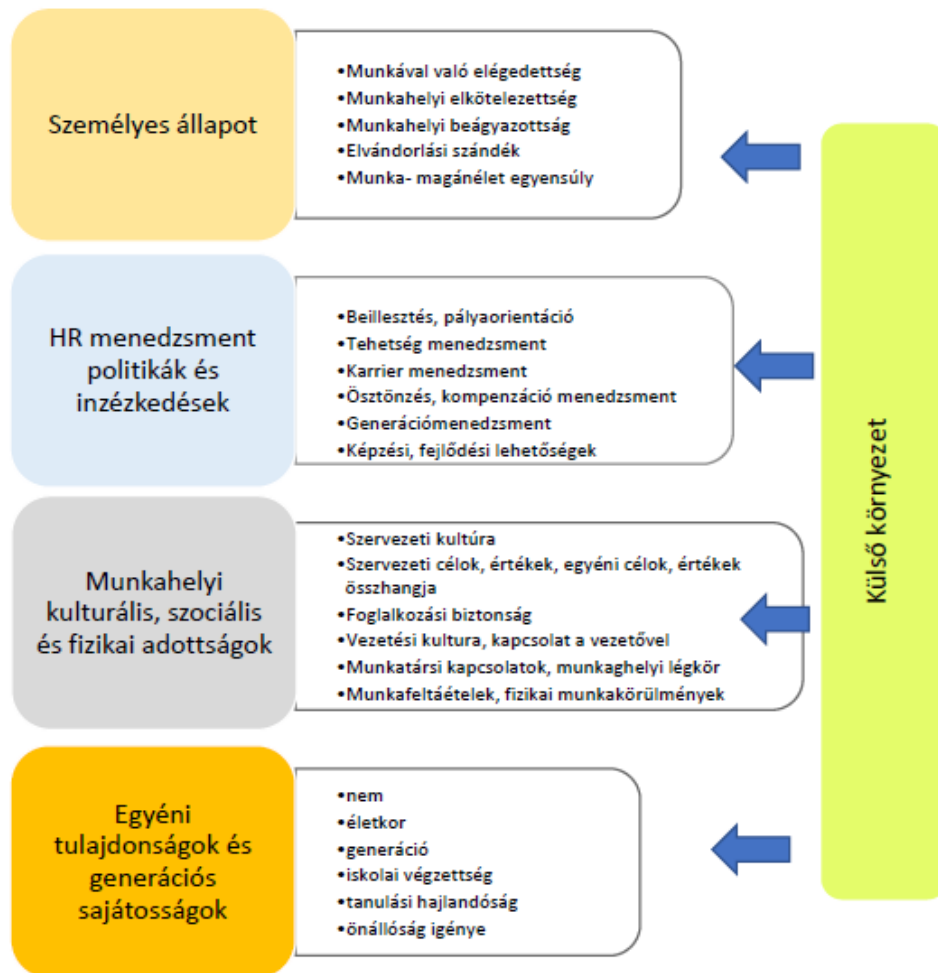 Személyes állapot
•Munkával való elégedettség
•Munkahelyi elkötelezettség
•Munkahelyi beágyazottság
•Elvándorlási szándék
•Munka- magánélet egyensúly
HR menedzsment
politikák és
inzézkedések
•Beillesztés, pályaorientáció
•Tehetség menedzsment
•Karrier menedzsment
•Ösztönzés, kompenzáció menedzsment
•Generációmenedzsment
•Képzési, fejlődési lehetőségek
Munkahelyi
kulturális, szociális
és fizikai adottságok
•Szervezeti kultúra
•Szervezeti célok, értékek, egyéni célok, értékek
összhangja
•Foglalkozási biztonság
•Vezetési kultura, kapcsolat a vezetővel
•Munkatársi kapcsolatok, munkaghelyi légkör
•Munkafeltáételek, fizikai munkakörülmények
Egyéni
tulajdonságok és
generációs
sajátosságok
•nem
•életkor
•generáció
•iskolai végzettség
•tanulási hajlandóság
•önállóság igénye
Külső környezet